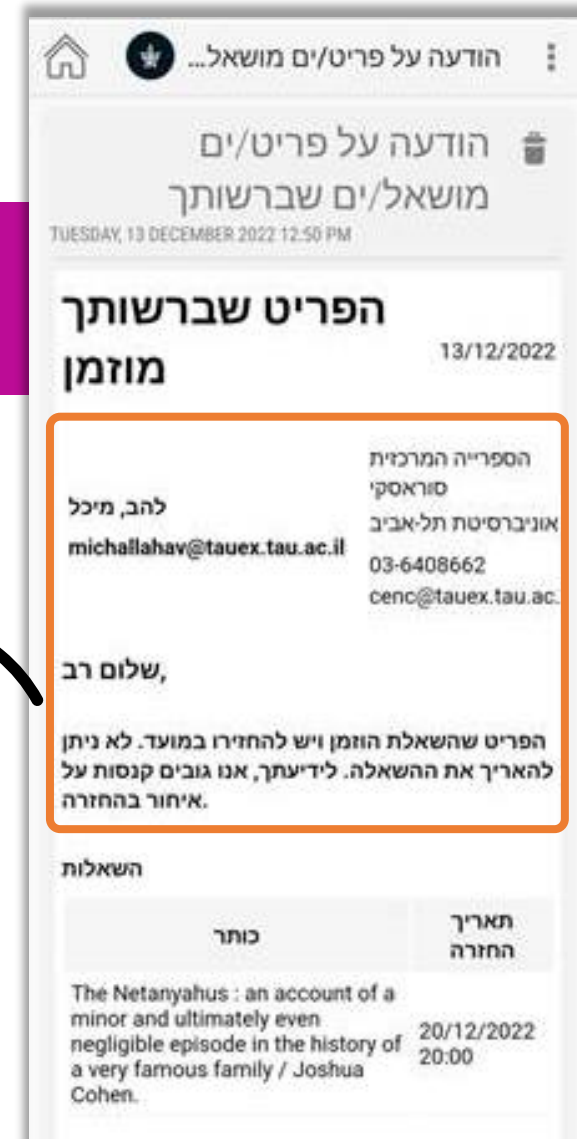 הודעה על פריט/ים מושאל...
הודעה על פריט/ים
מושאל/ים שברשותך
TUESDAY, 13 DECEMBER 2022 12:50 PM
הפריט שברשותך
מוזמן
13/12/2022
הספרייה המרכזית
סוראסקי
אוניברסיטת תל-אביב
03-6408662
cenc@tauex.tau.ac.
להב, מיכל
michallahav@tauex.tau.ac.il
שלום רב,
הפריט שהשאלת הוזמן ויש להחזירו במועד. לא ניתן
להאריך את ההשאלה. לידיעתך, אנו גובים קנסות על
איחור בהחזרה.
השאלות
תאריך
החזרה
כותר
20/12/2022
20:00
The Netanyahus : an account of a
minor and ultimately even
negligible episode in the history of
a very famous family / Joshua
Cohen.